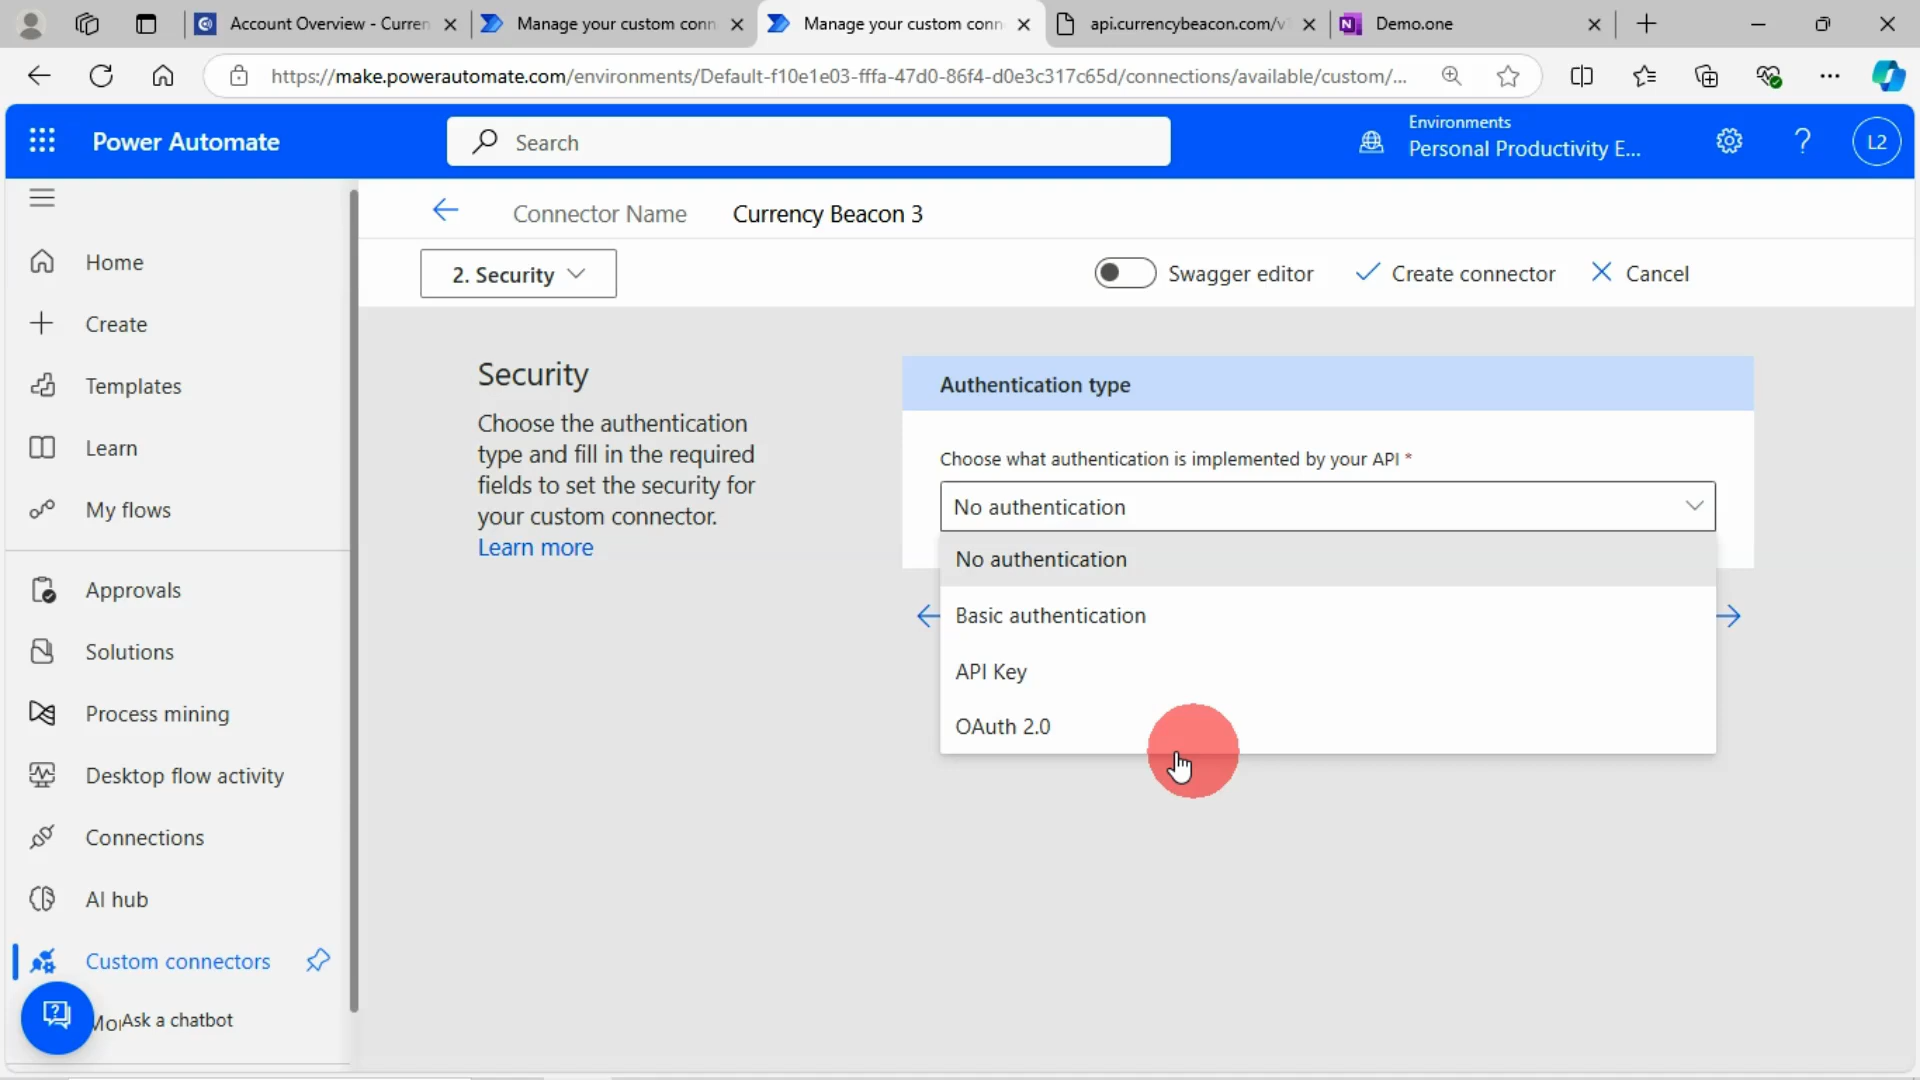 Account Overview - Curren
Manage your custom conn
Manage your custom conn
api.currencybeacon.com/v
Demo.one
https://make.powerautomate.com/environments/Default-f10e1e03-fffa-47d0-86f4-d0e3c317c65d/connections/available/custom/...
Power Automate
Search
Environments
Personal Productivity E...
?
L2
Connector Name
Currency Beacon 3
2. Security
Swagger editor
Create connector
Cancel
Home
Create
Templates
Learn
My flows
Approvals
Solutions
Process mining
Desktop flow activity
Connections
AI hub
Custom connectors
Ask a chatbot
Security
Choose the authentication
type and fill in the required
fields to set the security for
your custom connector.
Learn more
Authentication type
Choose what authentication is implemented by your API *
No authentication
No authentication
Basic authentication
API Key
OAuth 2.0